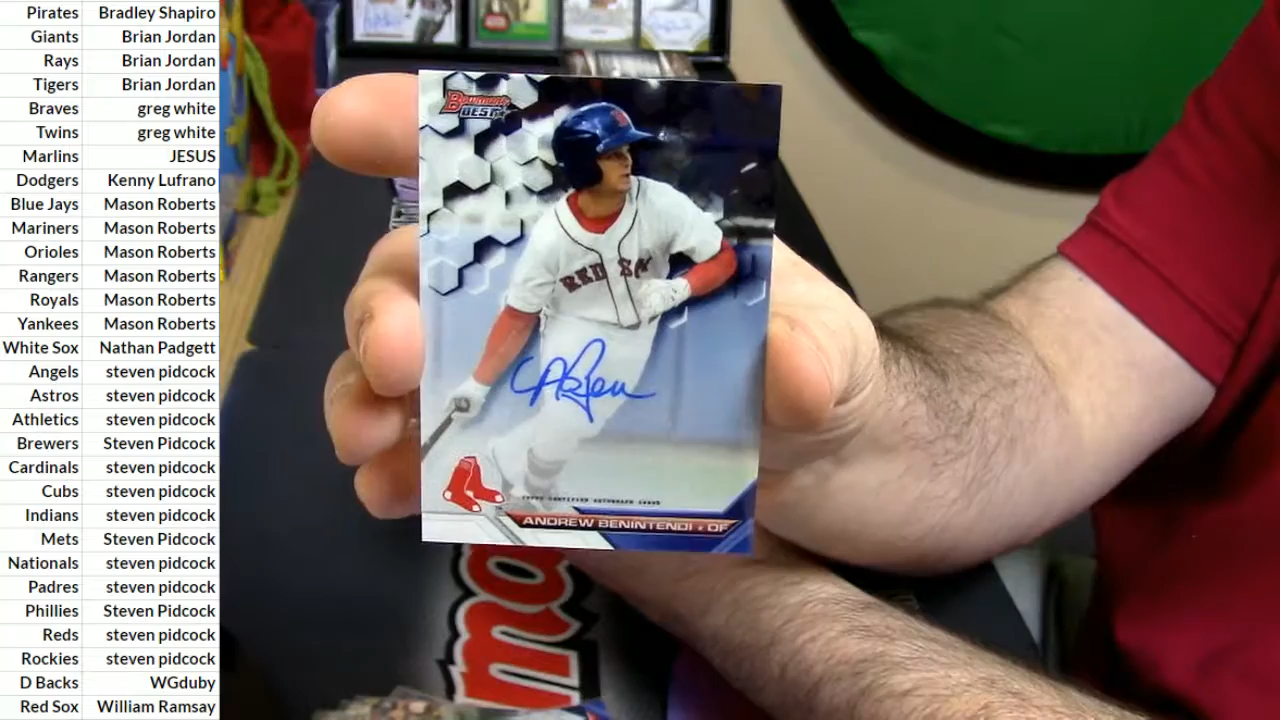 Pirates Bradley Shapiro
Giants Brian Jordan
Rays Brian Jordan
Tigers Brian Jordan
Braves greg white
Twins greg white
Marlins JESUS
Dodgers Kenny Lufrano
Blue Jays Mason Roberts
Mariners Mason Roberts
Orioles Mason Roberts
Rangers Mason Roberts
Royals Mason Roberts
Yankees Mason Roberts
White Sox Nathan Padgett
Angels steven pidcock
Astros steven pidcock
Athletics steven pidcock
Brewers Steven Pidcock
Cardinals steven pidcock
Cubs steven pidcock
Indians steven pidcock
Mets Steven Pidcock
Nationals steven pidcock
Padres steven pidcock
Phillies Steven Pidcock
Reds steven pidcock
Rockies steven pidcock
D Backs WGduby
Red Sox William Ramsay
Bowman's
BEST
RED SOX
TOPPS CERTIFIED AUTOGRAPH ISSUE
ANDREW BENINTENDI • OF